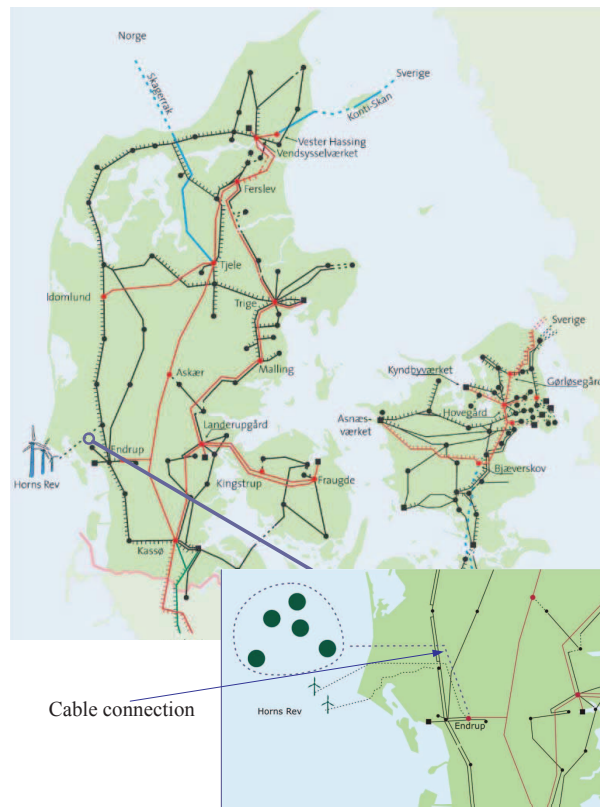 Norge
Sverige
Skagerrak
Konti-Skan
Vester Hassing
Vendsysselværket
Ferslev
Tjele
Idomlund
Trige
Sverige
Kyndbyværket
Askær
Malling
Gørløsegård
Asnæs-
værket
Hovegård
Landerupgård
Endrup
Bjæverskov
Horns Rev
Kingstrup
Fraugde
Kassø
Cable connection
Horns Rev
Endrup